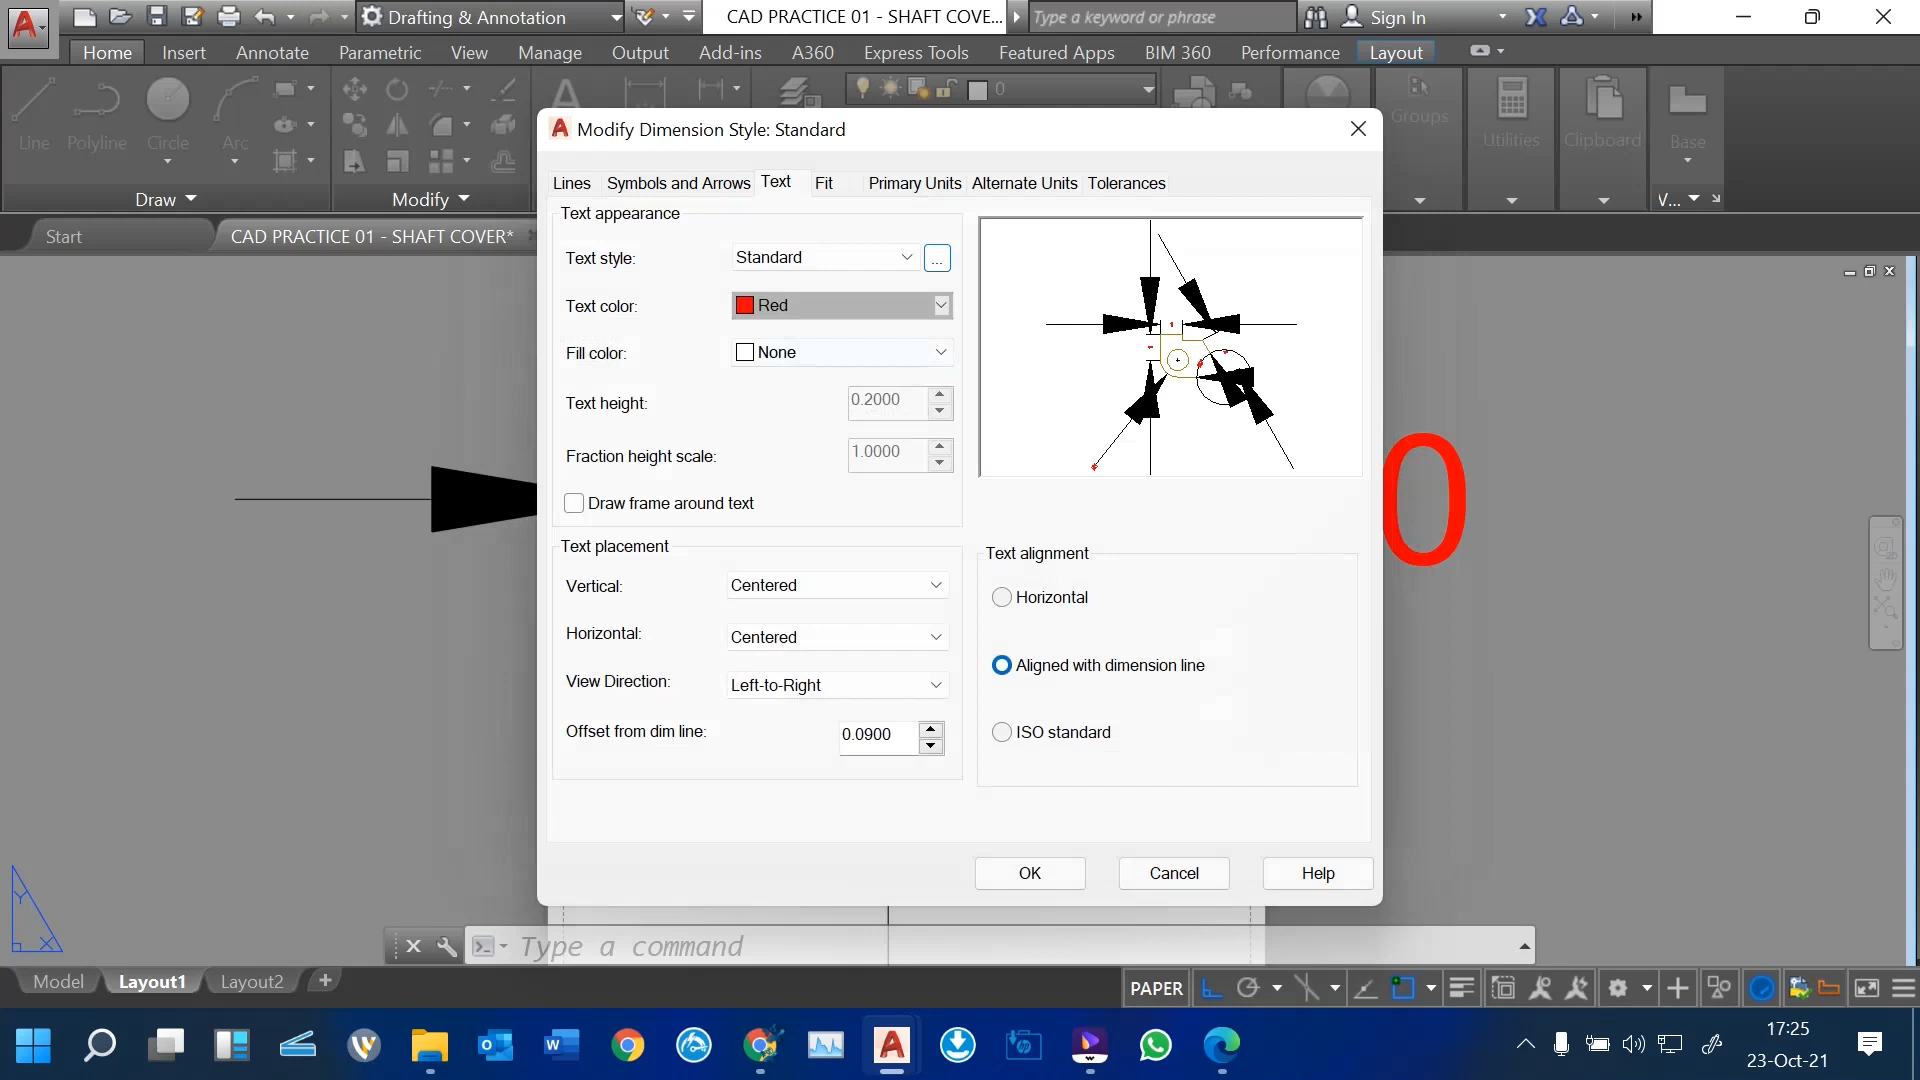 Drafting & Annotation
CAD PRACTICE 01 - SHAFT COVE...
Type a keyword or phrase
Sign In
Home Insert Annotate Parametric View Manage Output Add-ins A360 Express Tools Featured Apps BIM 360 Performance Layout
0
Line Polyline Circle Arc
Groups
Utilities
Clipboard
Base
Draw
Modify
V...
Start
CAD PRACTICE 01 - SHAFT COVER*
Modify Dimension Style: Standard
Lines Symbols and Arrows Text Fit Primary Units Alternate Units Tolerances
Text appearance
Text style: Standard ...
Text color: Red
Fill color: None
Text height: 0.2000
Fraction height scale: 1.0000
Draw frame around text
Text placement
Vertical: Centered
Horizontal: Centered
View Direction: Left-to-Right
Offset from dim line: 0.0900
Text alignment
Horizontal
Aligned with dimension line
ISO standard
OK Cancel Help
0
Y
X
Type a command
Model Layout1 Layout2 +
PAPER
17:25
23-Oct-21